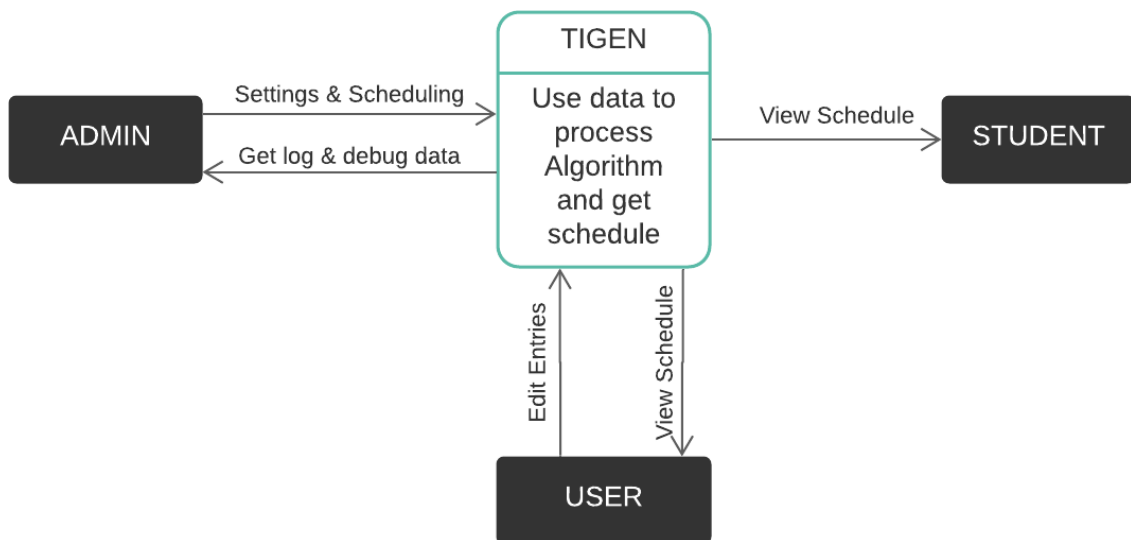 TIGEN
Settings & Scheduling
ADMIN
Get log & debug data
Use data to
process
Algorithm
and get
schedule
View Schedule
STUDENT
Edit Entries
View Schedule
USER